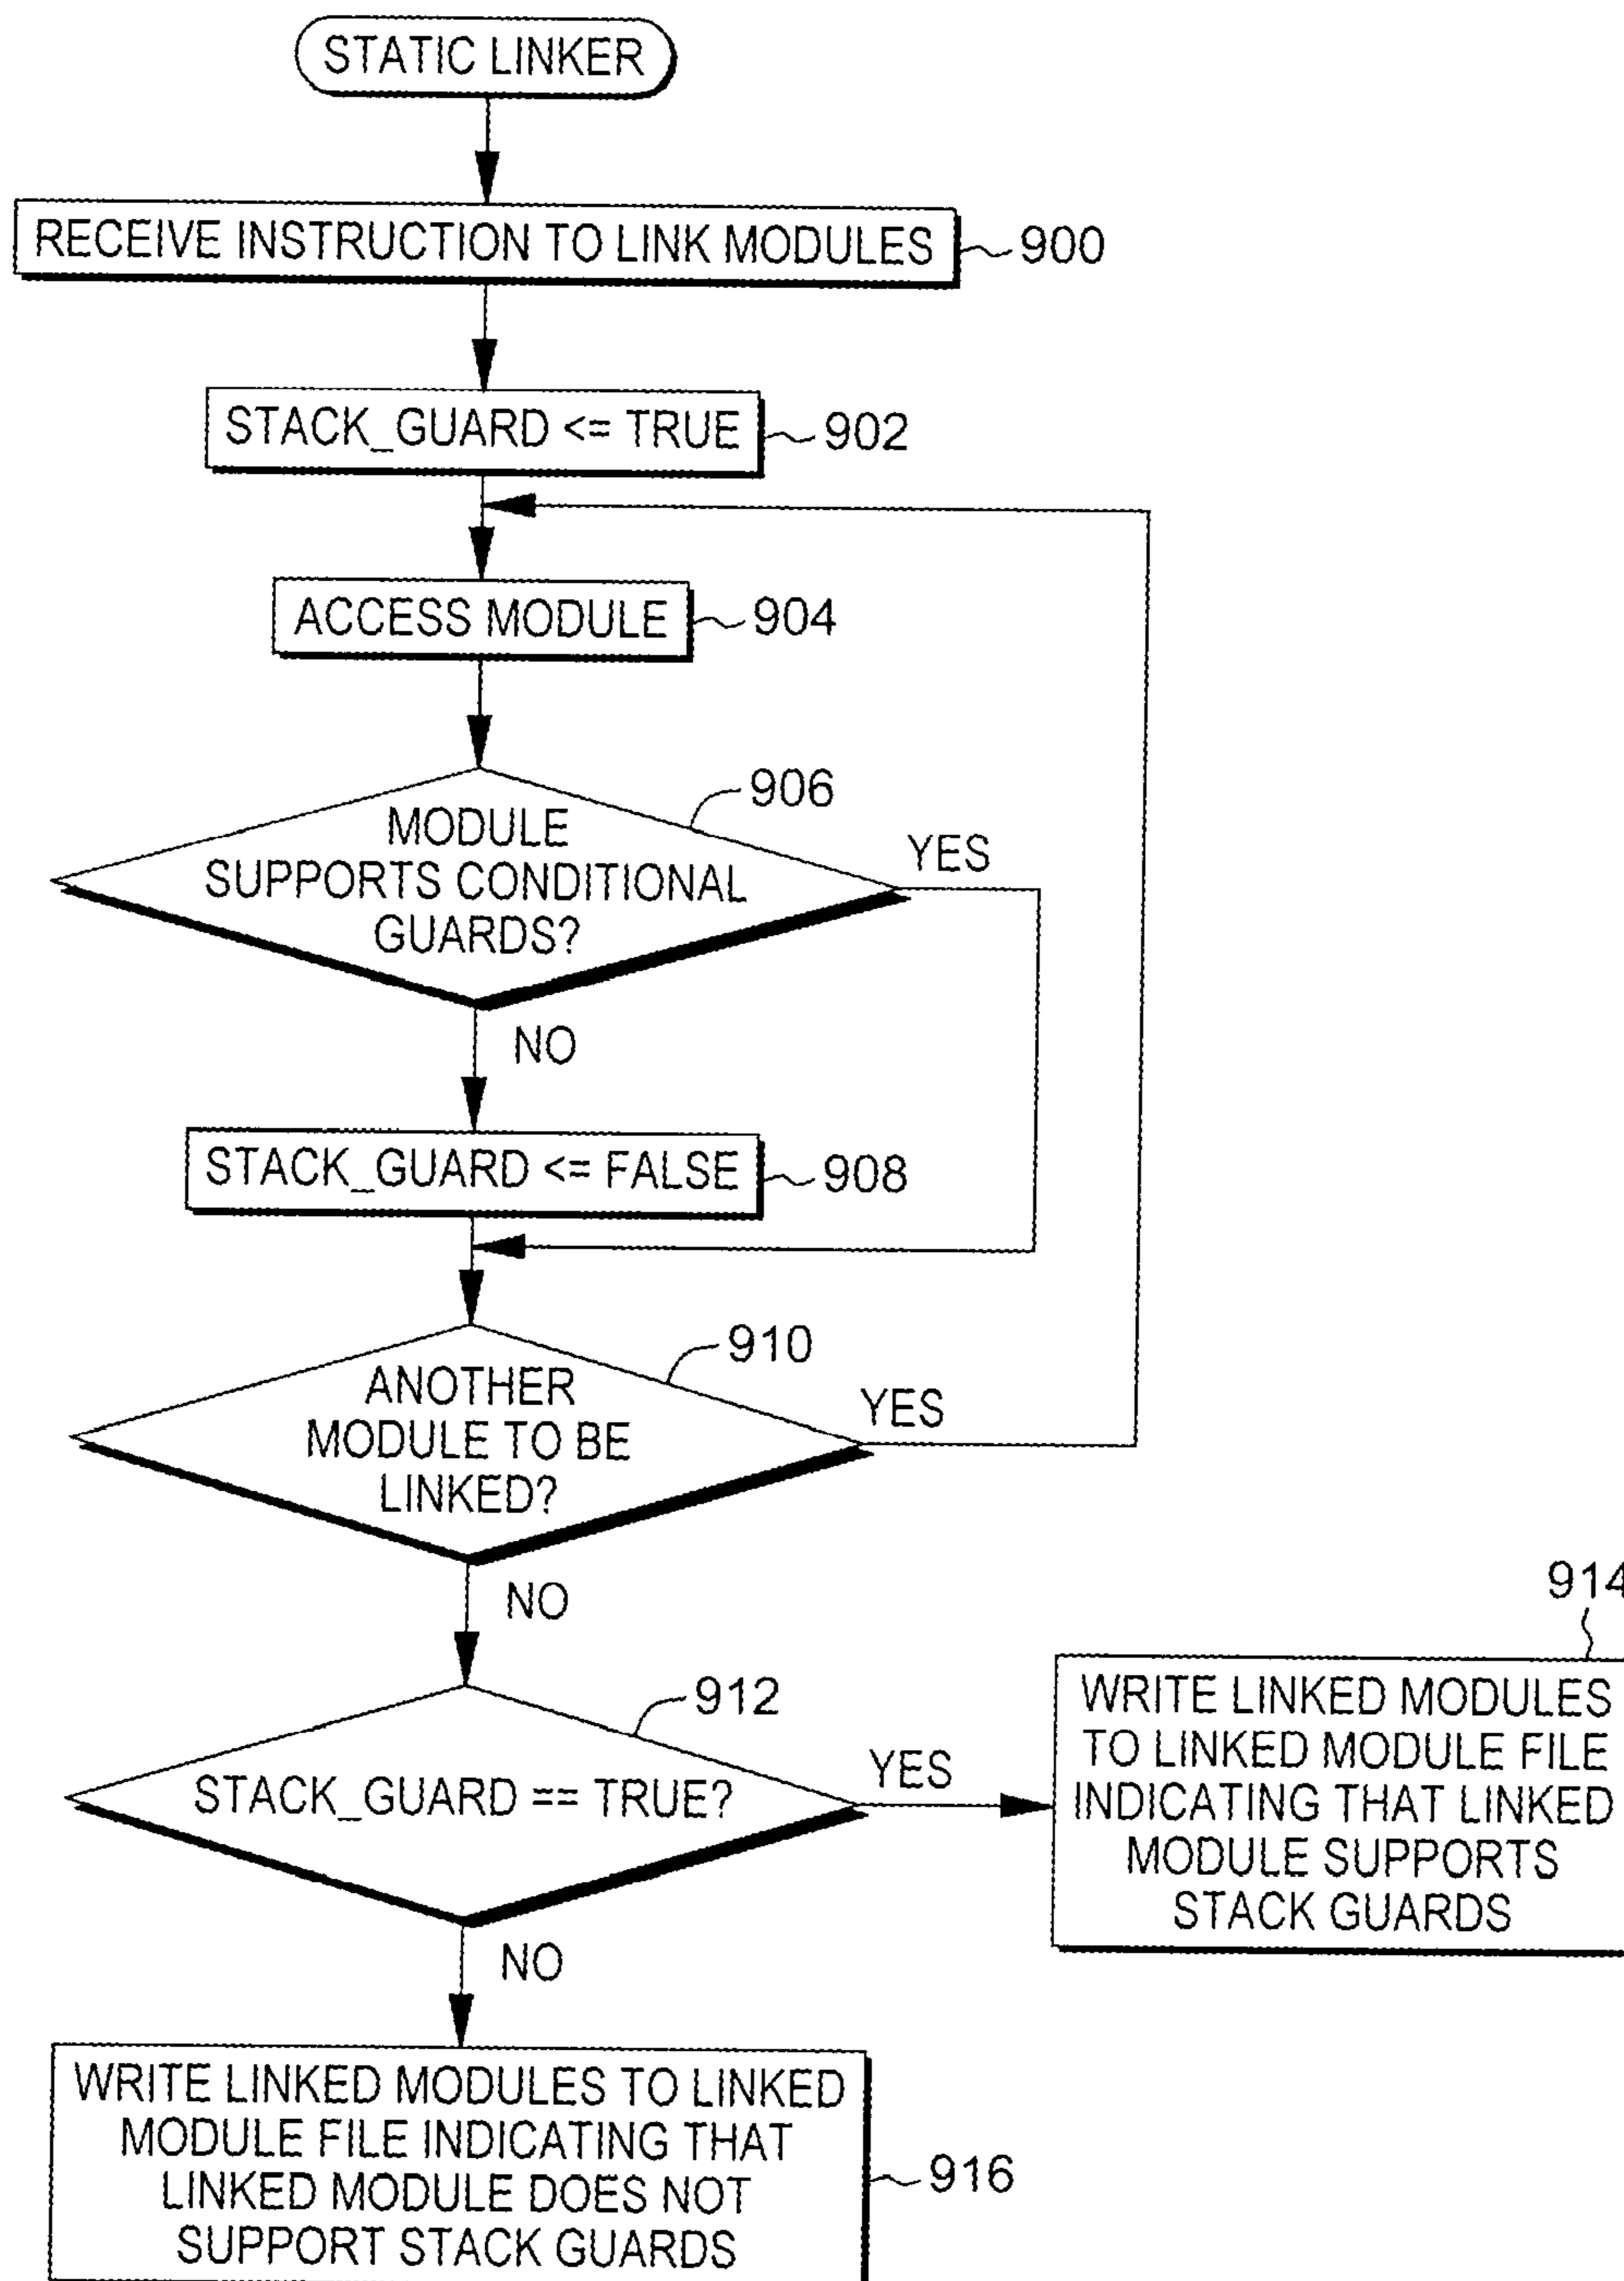 STATIC LINKER
RECEIVE INSTRUCTION TO LINK MODULES
900
STACK_GUARD <= TRUE
902
ACCESS MODULE
904
906
MODULE
SUPPORTS CONDITIONAL
GUARDS?
YES
NO
STACK_GUARD <= FALSE
908
910
ANOTHER
MODULE TO BE
LINKED?
YES
NO
912
STACK_GUARD == TRUE?
YES
NO
914
WRITE LINKED MODULES
TO LINKED MODULE FILE
INDICATING THAT LINKED
MODULE SUPPORTS
STACK GUARDS
WRITE LINKED MODULES TO LINKED
MODULE FILE INDICATING THAT
LINKED MODULE DOES NOT
SUPPORT STACK GUARDS
916